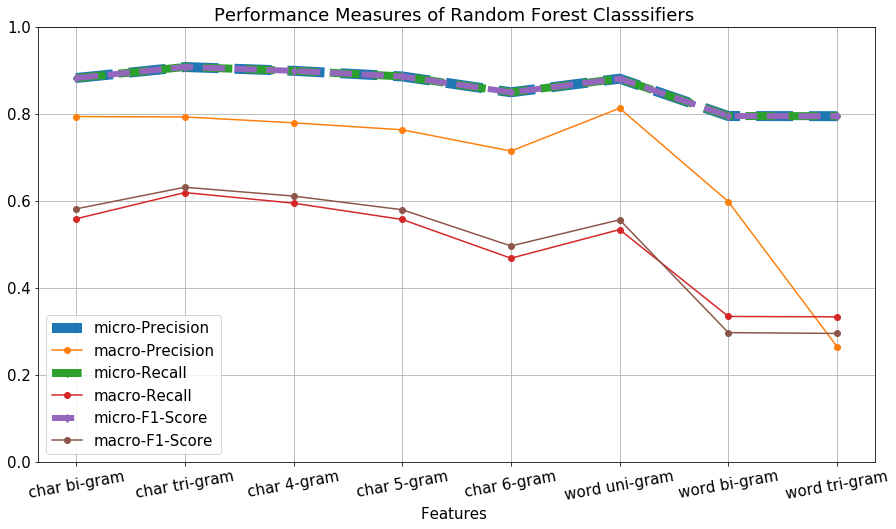 Performance Measures of Random Forest Classsifiers
1.0
0.8
0.6
0.4
0.2
0.0
micro-Precision
macro-Precision
micro-Recall
macro-Recall
micro-F1-Score
macro-F1-Score
char bi-gram
char tri-gram
char 4-gram
char 5-gram
char 6-gram
word uni-gram
word bi-gram
word tri-gram
Features